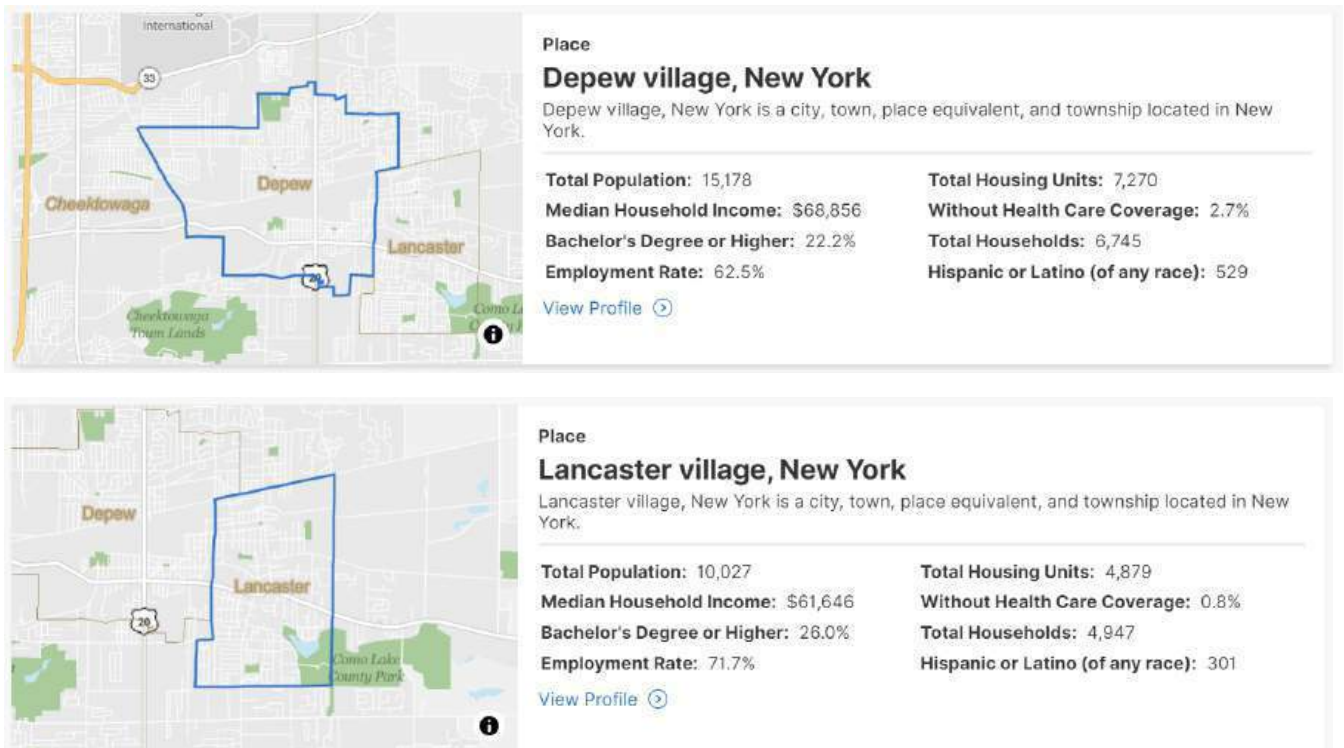 International
33
Cheektowaga
Depew
Lancaster
20
Cheektowaga
Town Lands
Place
Depew village, New York
Depew village, New York is a city, town, place equivalent, and township located in New
York.
Total Population: 15,178
Total Housing Units: 7,270
Median Household Income: $68,856
Without Health Care Coverage: 2.7%
Bachelor's Degree or Higher: 22.2%
Total Households: 6,745
Employment Rate: 62.5%
Hispanic or Latino (of any race): 529
View Profile
Depew
Lancaster
20
Como Lake
County Park
Place
Lancaster village, New York
Lancaster village, New York is a city, town, place equivalent, and township located in New
York.
Total Population: 10,027
Total Housing Units: 4,879
Median Household Income: $61,646
Without Health Care Coverage: 0.8%
Bachelor's Degree or Higher: 26.0%
Total Households: 4,947
Employment Rate: 71.7%
Hispanic or Latino (of any race): 301
View Profile